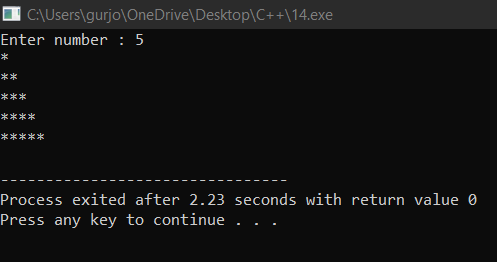 C:\Users\gurjo\OneDrive\Desktop\C++\14.exe
Enter number : 5
*
**
***
****
*****
--------------------------------
Process exited after 2.23 seconds with return value 0
Press any key to continue . . .